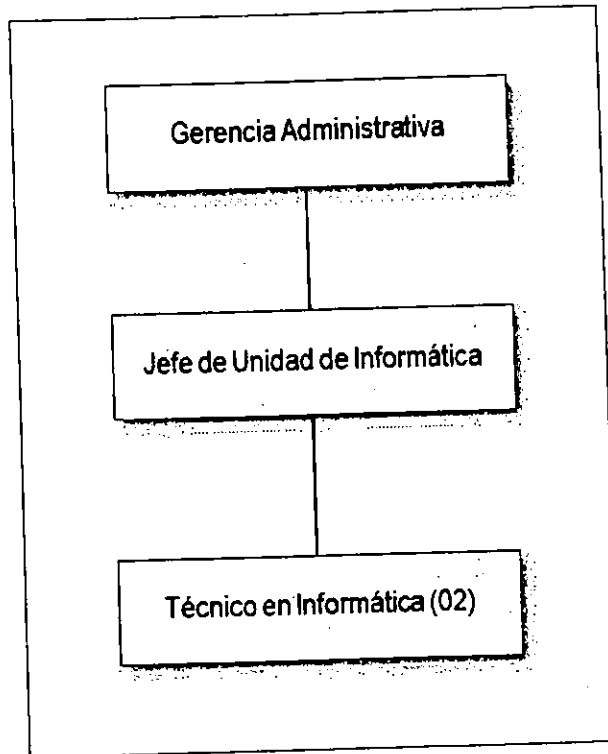 Gerencia Administrativa
Jefe de Unidad de Informática
Técnico en Informática (02)